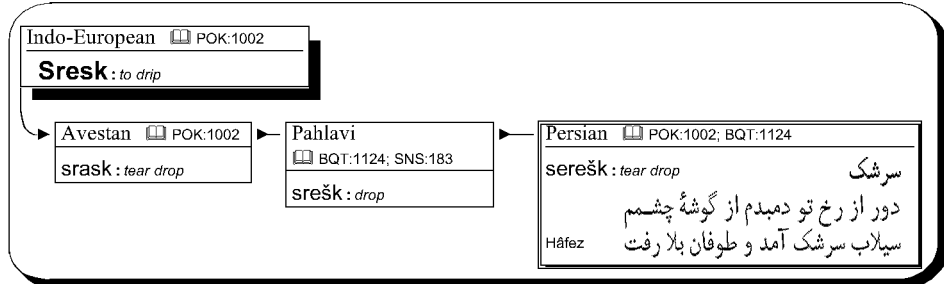 Indo-European POK:1002
Sresk : to drip
Avestan POK:1002
srask : tear drop
Pahlavi
BQT:1124; SNS:183
srešk : drop
Persian POK:1002; BQT:1124
serešk : tear drop سرشک
دور از رخ تو دمبدم از گوشهٔ چشـمم
Hâfez سیلاب سرشک آمد و طوفان بلا رفت